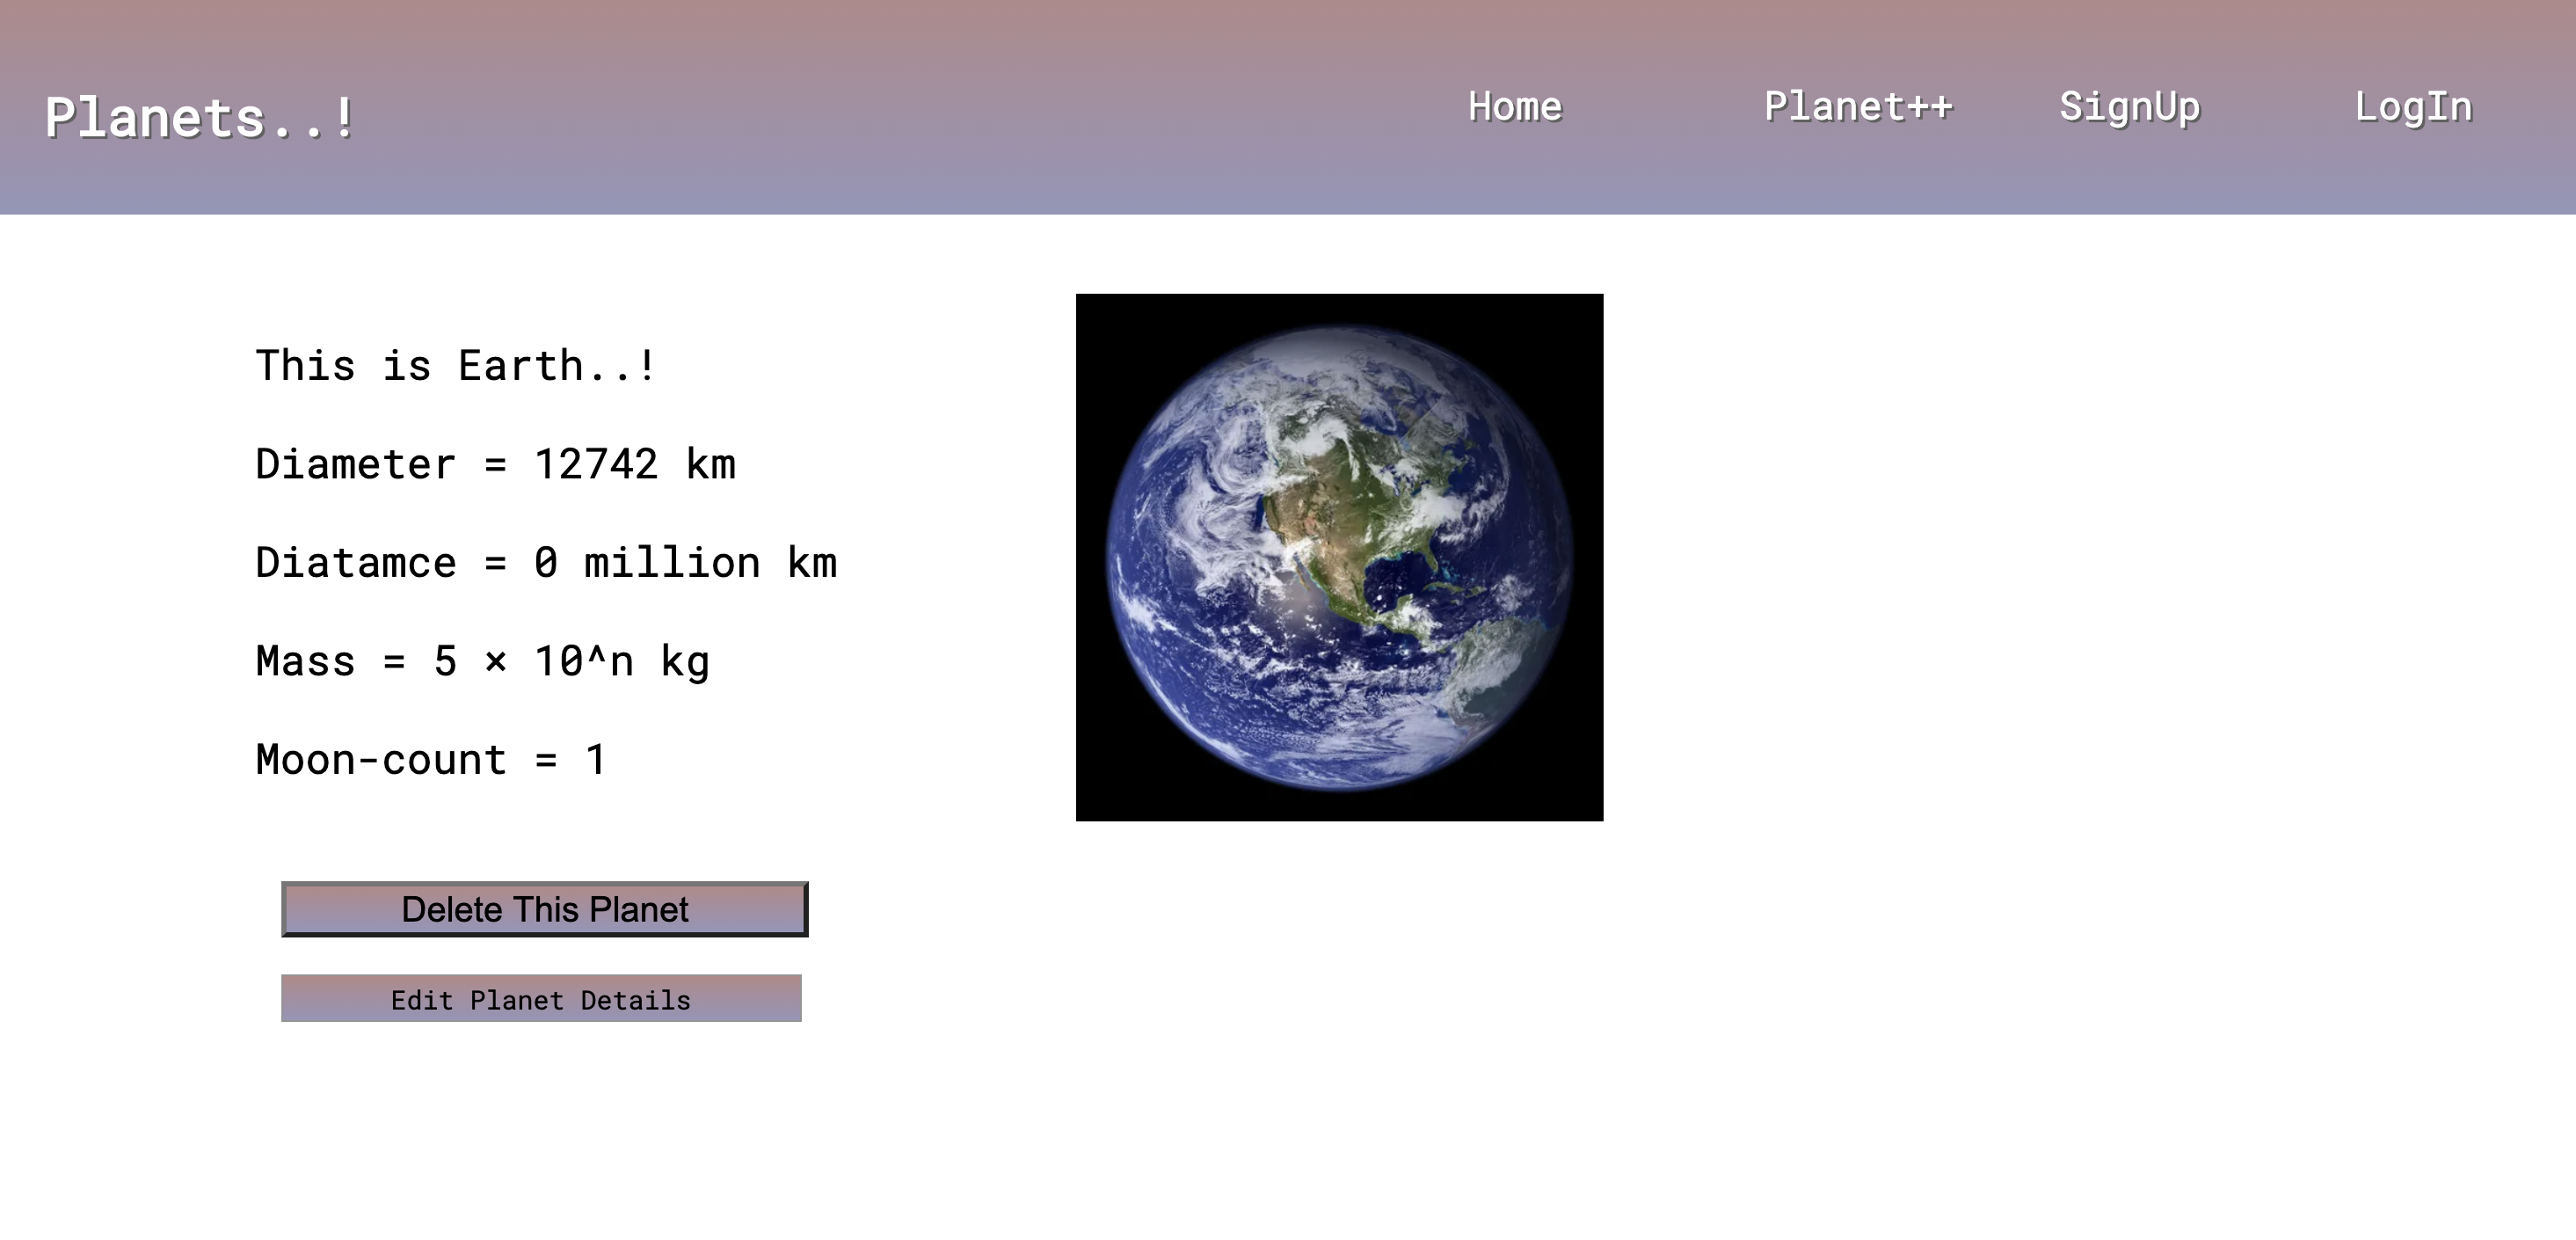 Planets..!
Home Planet++ SignUp LogIn
This is Earth..!
Diameter = 12742 km
Diatamce = 0 million km
Mass = 5 × 10^n kg
Moon-count = 1
Delete This Planet
Edit Planet Details